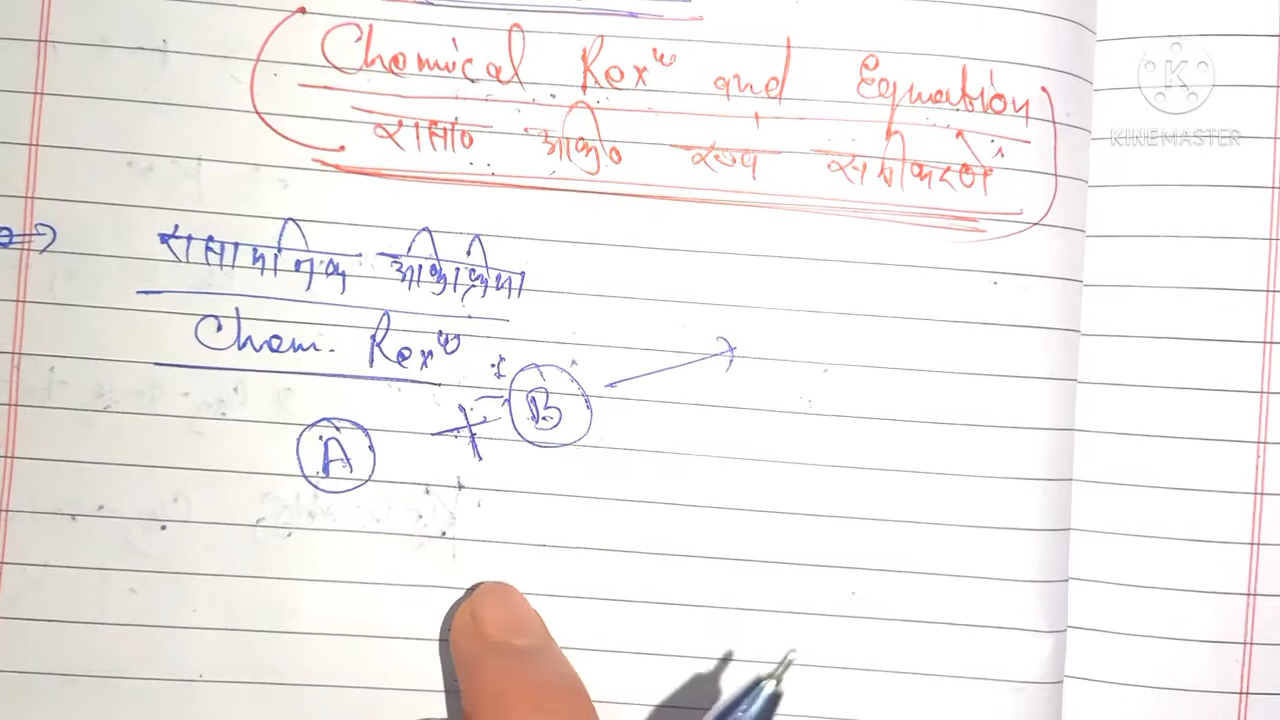 Chemical Rexⁿ and Equation
रासा० अभि० एवं समीकरणें
रासायनिक अभिक्रिया
Chem. Rexⁿ
A + B →
KINEMASTER